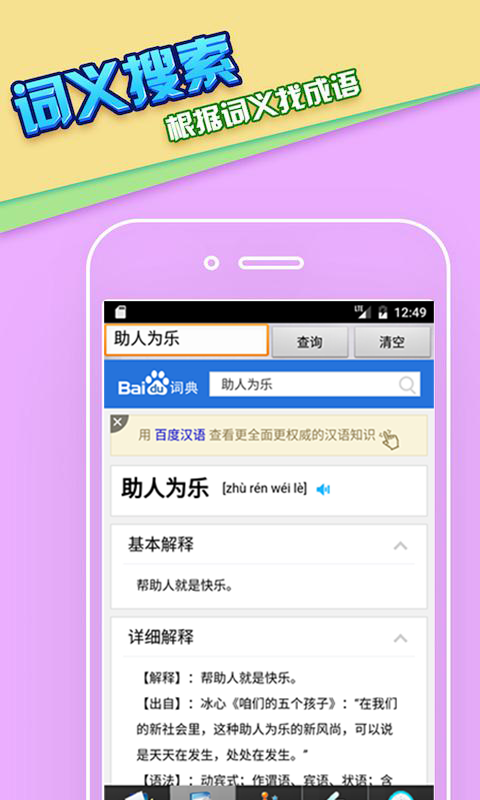 词义搜索
根据词义找成语
LTE 12:49
助人为乐 查询 清空
Bai du 词典 助人为乐
用 百度汉语 查看更全面更权威的汉语知识
助人为乐 [zhù rén wéi lè]
基本解释
帮助人就是快乐。
详细解释
【解释】：帮助人就是快乐。
【出自】：冰心《咱们的五个孩子》：“在我们
的新社会里，这种助人为乐的新风尚，可以说
是天天在发生，处处在发生。”
【语法】：动宾式；作谓语、宾语、状语；含